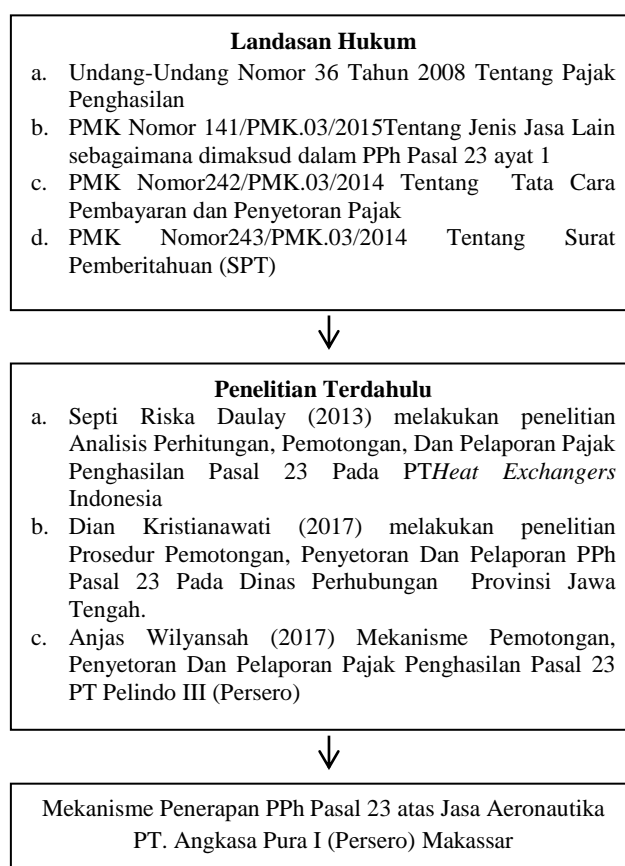 Landasan Hukum
a. Undang-Undang Nomor 36 Tahun 2008 Tentang Pajak
Penghasilan
b. PMK Nomor 141/PMK.03/2015Tentang Jenis Jasa Lain
sebagaimana dimaksud dalam PPh Pasal 23 ayat 1
c. PMK Nomor242/PMK.03/2014 Tentang Tata Cara
Pembayaran dan Penyetoran Pajak
d. PMK Nomor243/PMK.03/2014 Tentang Surat
Pemberitahuan (SPT)
Penelitian Terdahulu
a. Septi Riska Daulay (2013) melakukan penelitian
Analisis Perhitungan, Pemotongan, Dan Pelaporan Pajak
Penghasilan Pasal 23 Pada PTHeat Exchangers
Indonesia
b. Dian Kristianawati (2017) melakukan penelitian
Prosedur Pemotongan, Penyetoran Dan Pelaporan PPh
Pasal 23 Pada Dinas Perhubungan Provinsi Jawa
Tengah.
c. Anjas Wilyansah (2017) Mekanisme Pemotongan,
Penyetoran Dan Pelaporan Pajak Penghasilan Pasal 23
PT Pelindo III (Persero)
Mekanisme Penerapan PPh Pasal 23 atas Jasa Aeronautika
PT. Angkasa Pura I (Persero) Makassar